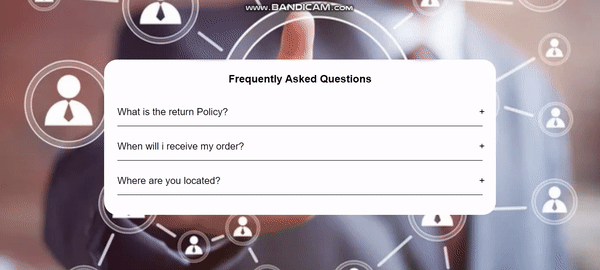 www.BANDICAM.com
Frequently Asked Questions
What is the return Policy? +
When will i receive my order? +
Where are you located? +